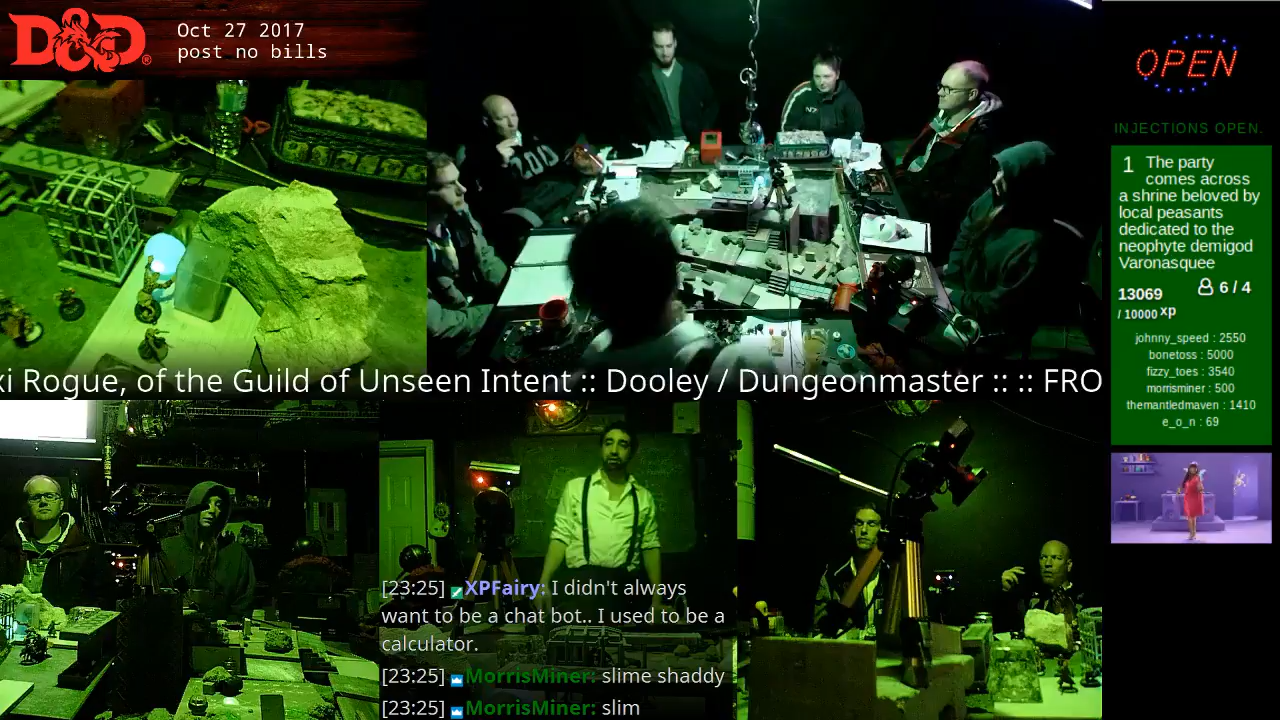 D&D
Oct 27 2017
post no bills
OPEN
INJECTIONS OPEN.
1 The party
comes across
a shrine beloved by
local peasants
dedicated to the
neophyte demigod
Varonasquee
13069
/ 10000 xp
6 / 4
johnny_speed : 2550
bonetoss : 5000
fizzy_toes : 3540
morrisminer : 500
themantledmaven : 1410
e_o_n : 69
xi Rogue, of the Guild of Unseen Intent :: Dooley / Dungeonmaster :: :: FRO
[23:25] XPFairy: I didn't always
want to be a chat bot.. I used to be a
calculator.
[23:25] MorrisMiner: slime shaddy
[23:25] MorrisMiner: slim